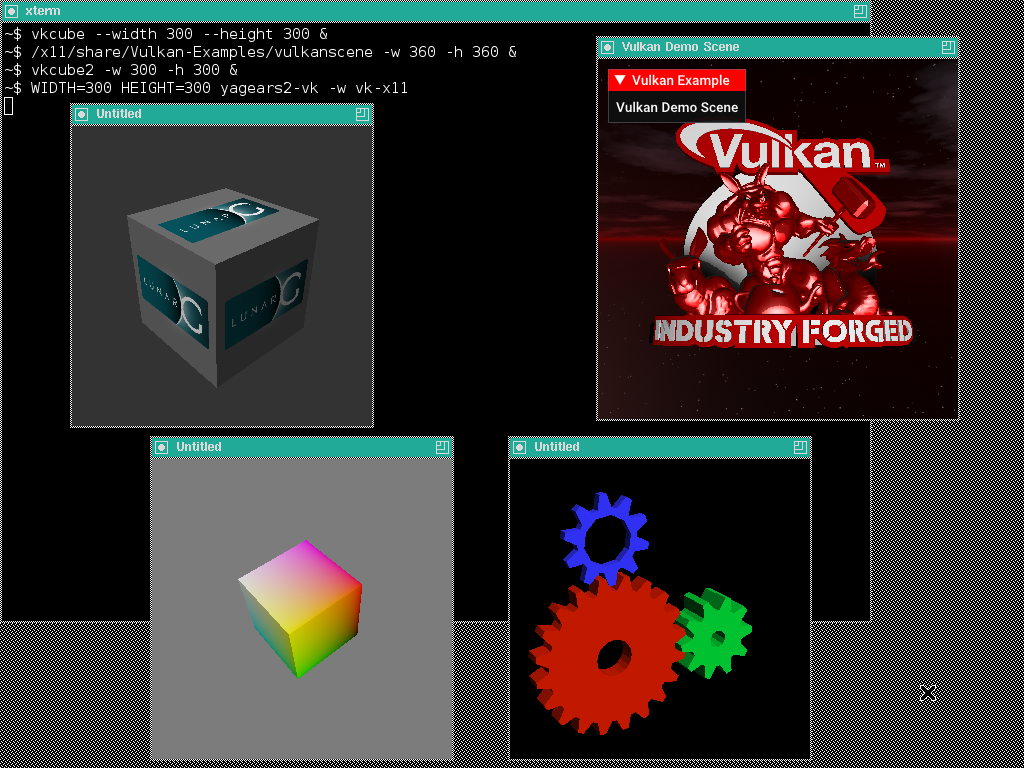 xterm
~$ vkcube --width 300 --height 300 &
~$ /x11/share/Vulkan-Examples/vulkanscene -w 360 -h 360 &
~$ vkcube2 -w 300 -h 300 &
~$ WIDTH=300 HEIGHT=300 yagears2-vk -w vk-x11
Vulkan Demo Scene
▼ Vulkan Example
Vulkan Demo Scene
Vulkan™
INDUSTRY FORGED
Untitled
LUNAR G
LUNAR G
LUNAR G
Untitled
Untitled